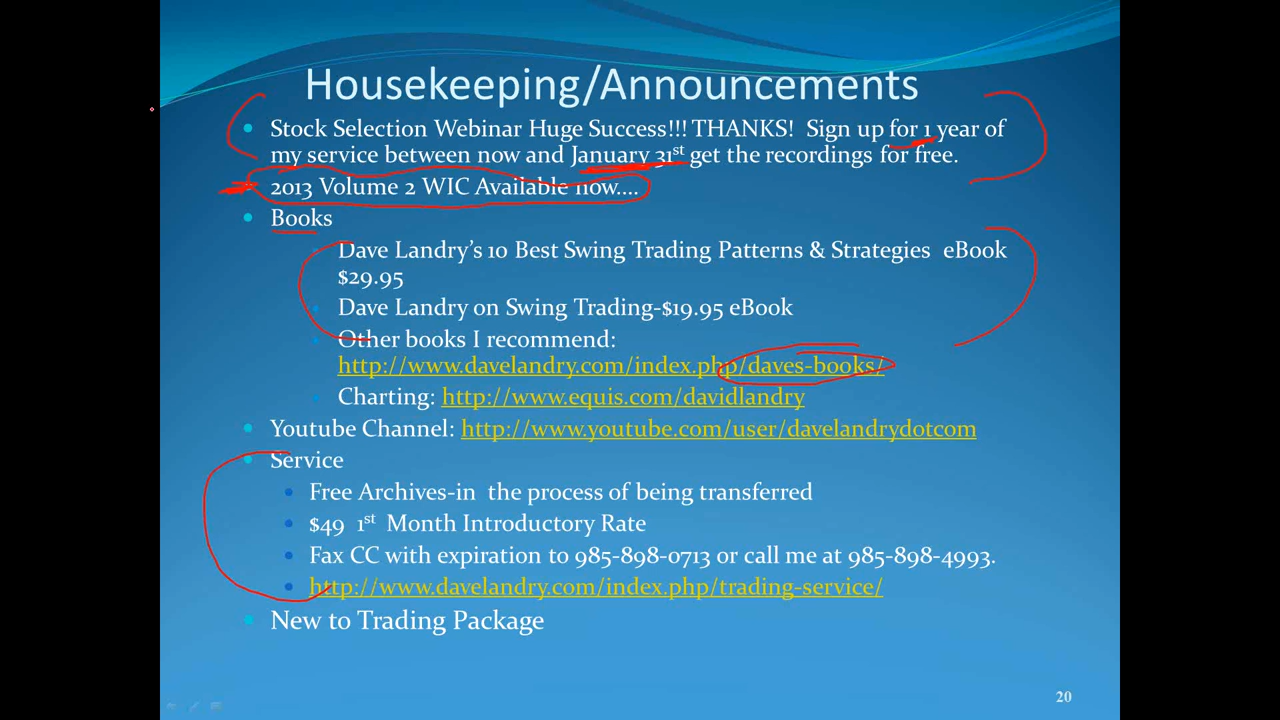 Housekeeping/Announcements
Stock Selection Webinar Huge Success!!! THANKS!  Sign up for 1 year of
my service between now and January 31st get the recordings for free.
2013 Volume 2 WIC Available now....
Books
Dave Landry's 10 Best Swing Trading Patterns & Strategies  eBook
$29.95
Dave Landry on Swing Trading-$19.95 eBook
Other books I recommend:
http://www.davelandry.com/index.php/daves-books/
Charting: http://www.equis.com/davidlandry
Youtube Channel: http://www.youtube.com/user/davelandrydotcom
Service
Free Archives-in  the process of being transferred
$49  1st  Month Introductory Rate
Fax CC with expiration to 985-898-0713 or call me at 985-898-4993.
http://www.davelandry.com/index.php/trading-service/
New to Trading Package
20